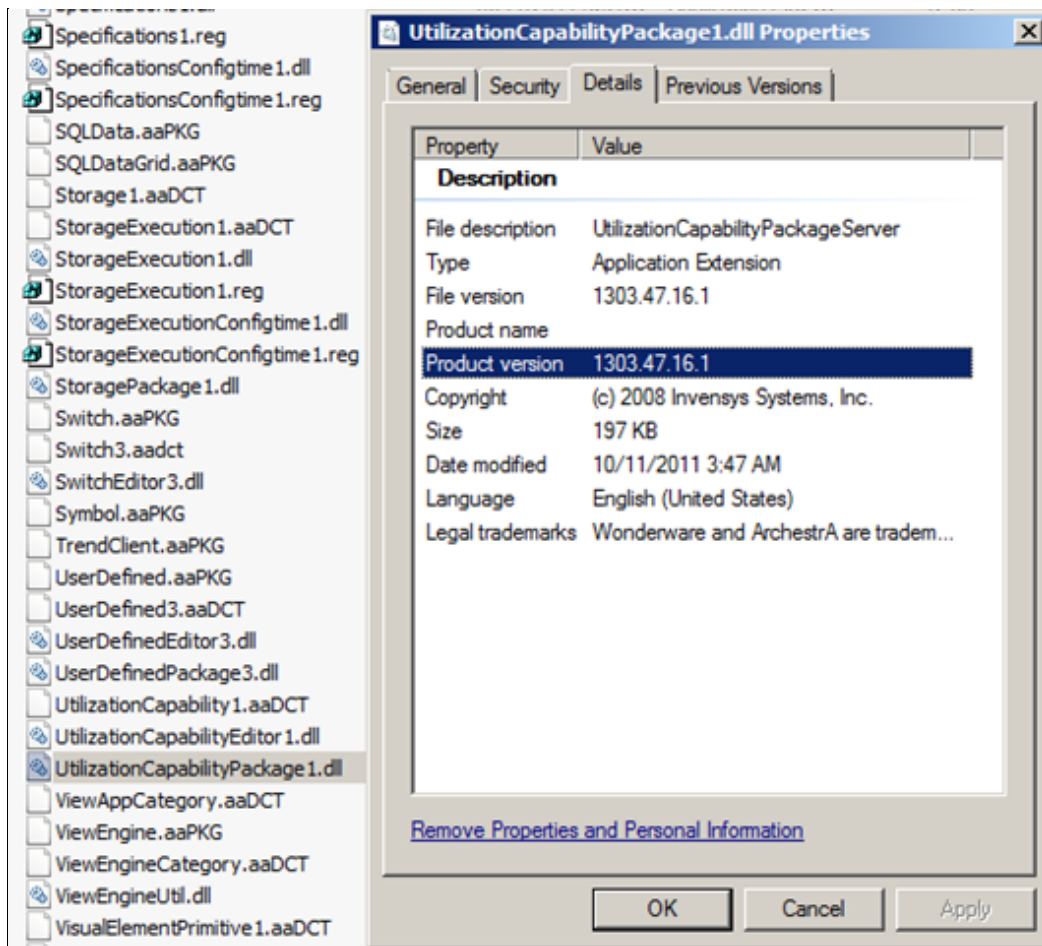 Specifications1.reg
SpecificationsConfigtime1.dll
SpecificationsConfigtime1.reg
SQLData.aaPKG
SQLDataGrid.aaPKG
Storage1.aaDCT
StorageExecution1.aaDCT
StorageExecution1.dll
StorageExecution1.reg
StorageExecutionConfigtime1.dll
StorageExecutionConfigtime1.reg
StoragePackage1.dll
Switch.aaPKG
Switch3.aadct
SwitchEditor3.dll
Symbol.aaPKG
TrendClient.aaPKG
UserDefined.aaPKG
UserDefined3.aaDCT
UserDefinedEditor3.dll
UserDefinedPackage3.dll
UtilizationCapability1.aaDCT
UtilizationCapabilityEditor1.dll
UtilizationCapabilityPackage1.dll
ViewAppCategory.aaDCT
ViewEngine.aaPKG
ViewEngineCategory.aaDCT
ViewEngineUtil.dll
VisualElementPrimitive1.aaDCT
UtilizationCapabilityPackage1.dll Properties
General Security Details Previous Versions
Property Value
Description
File description UtilizationCapabilityPackageServer
Type Application Extension
File version 1303.47.16.1
Product name
Product version 1303.47.16.1
Copyright (c) 2008 Invensys Systems, Inc.
Size 197 KB
Date modified 10/11/2011 3:47 AM
Language English (United States)
Legal trademarks Wonderware and ArchestrA are tradem...
Remove Properties and Personal Information
OK Cancel Apply